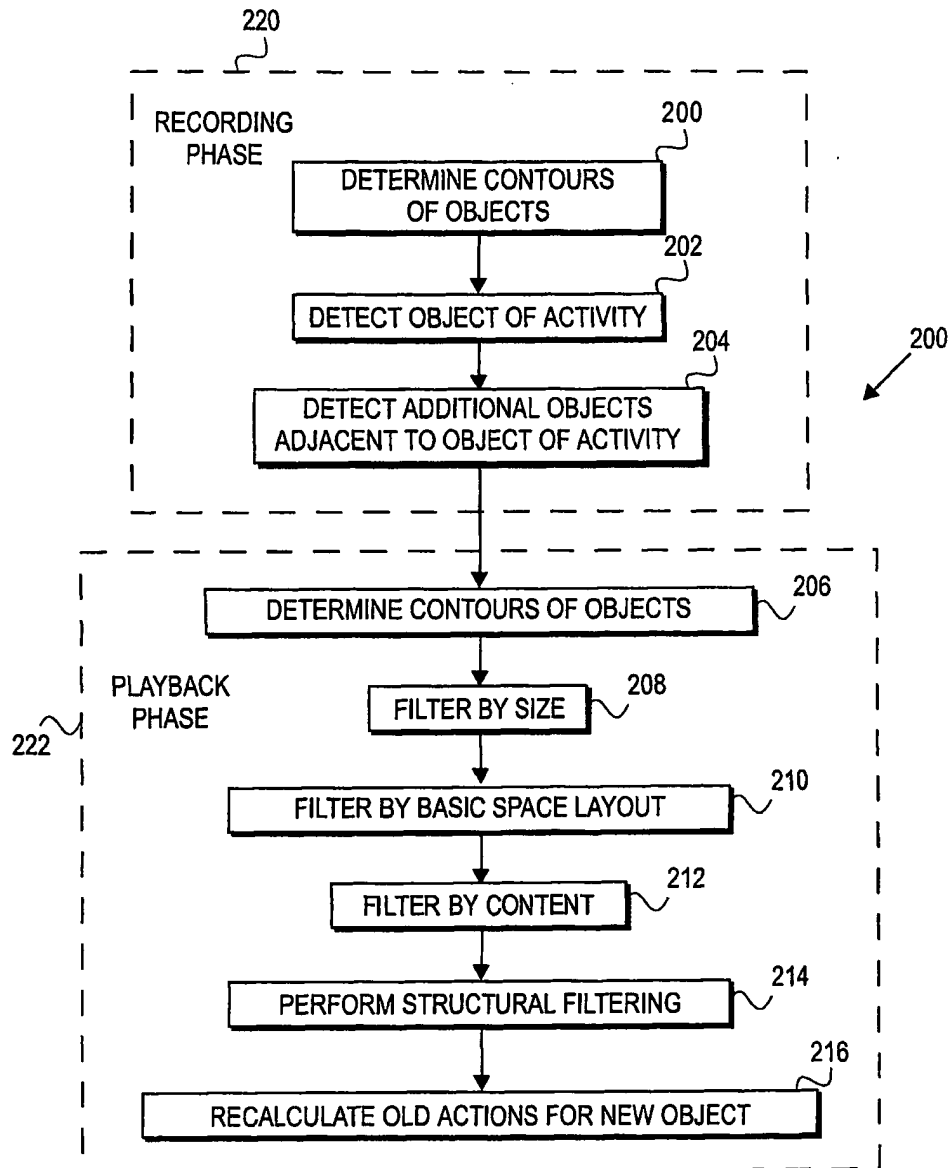 220
RECORDING
PHASE
200
DETERMINE CONTOURS
OF OBJECTS
202
DETECT OBJECT OF ACTIVITY
204
200
DETECT ADDITIONAL OBJECTS
ADJACENT TO OBJECT OF ACTIVITY
DETERMINE CONTOURS OF OBJECTS
206
PLAYBACK
PHASE
222
FILTER BY SIZE
208
FILTER BY BASIC SPACE LAYOUT
210
FILTER BY CONTENT
212
PERFORM STRUCTURAL FILTERING
214
216
RECALCULATE OLD ACTIONS FOR NEW OBJECT